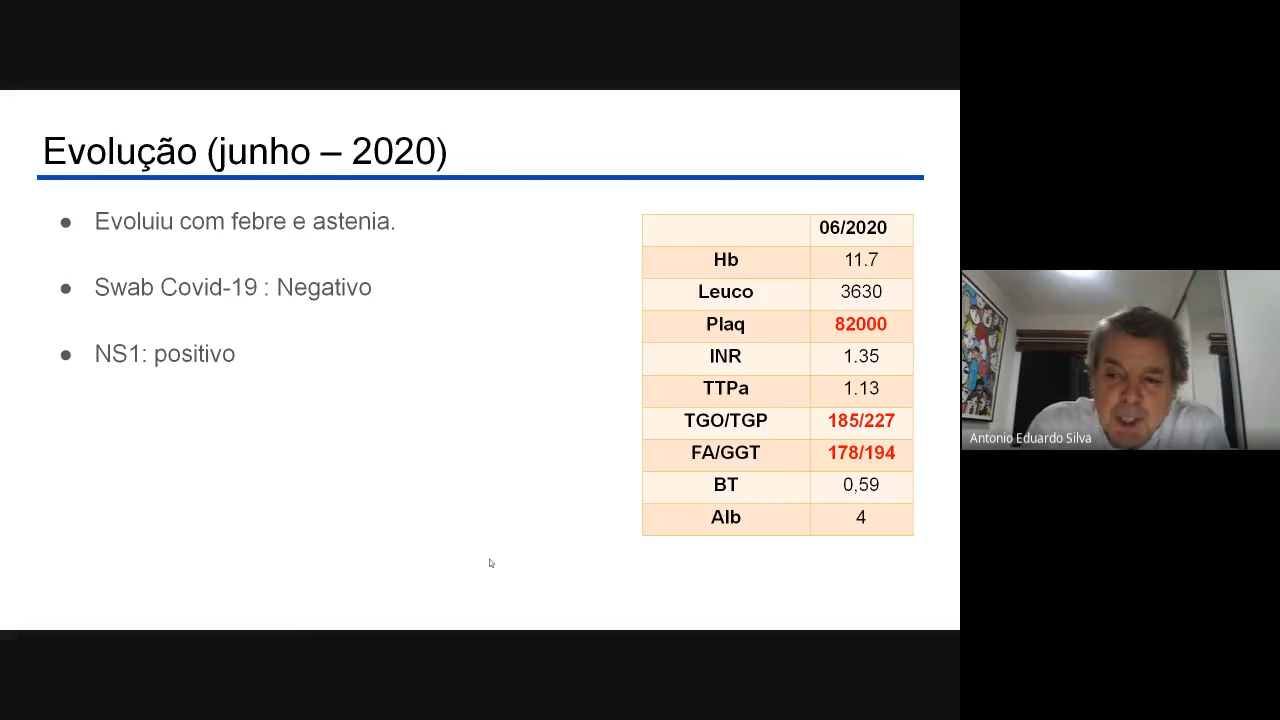 Evolução (junho – 2020)
● Evoluiu com febre e astenia.
● Swab Covid-19 : Negativo
● NS1: positivo
06/2020
Hb 11.7
Leuco 3630
Plaq 82000
INR 1.35
TTPa 1.13
TGO/TGP 185/227
FA/GGT 178/194
BT 0,59
Alb 4
Antonio Eduardo Silva